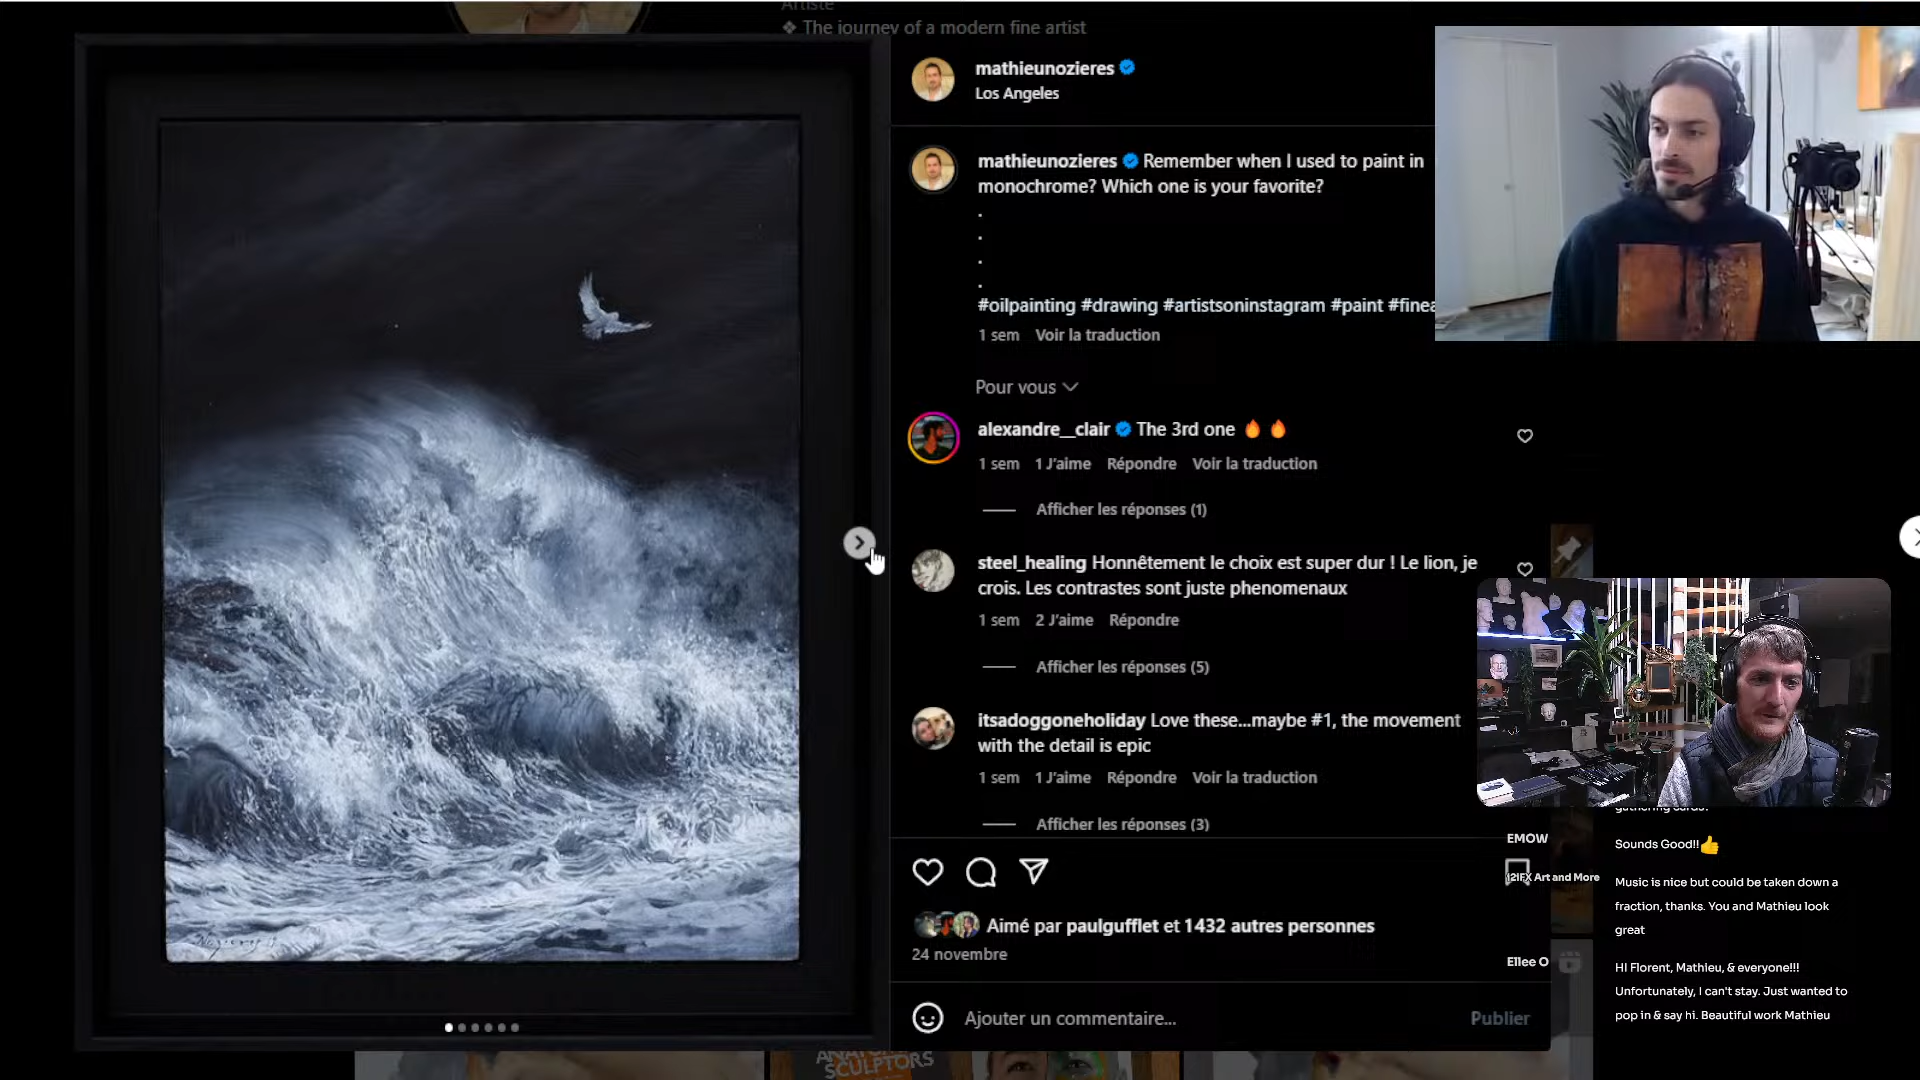 Artiste
❖ The journey of a modern fine artist
mathieunozieres
Los Angeles
mathieunozieres Remember when I used to paint in
monochrome? Which one is your favorite?
.
.
.
.
#oilpainting #drawing #artistsoninstagram #paint #finea
1 sem Voir la traduction
Pour vous
alexandre__clair The 3rd one 🔥 🔥
1 sem 1 J'aime Répondre Voir la traduction
Afficher les réponses (1)
steel_healing Honnêtement le choix est super dur ! Le lion, je
crois. Les contrastes sont juste phenomenaux
1 sem 2 J'aime Répondre
Afficher les réponses (5)
itsadoggoneholiday Love these...maybe #1, the movement
with the detail is epic
1 sem 1 J'aime Répondre Voir la traduction
Afficher les réponses (3)
Aimé par paulgufflet et 1432 autres personnes
24 novembre
Ajouter un commentaire... Publier
EMOW
Sounds Good!!👍
Art and More
Music is nice but could be taken down a
fraction, thanks. You and Mathieu look
great
Ellee O
HI Florent, Mathieu, & everyone!!!
Unfortunately, I can't stay. Just wanted to
pop in & say hi. Beautiful work Mathieu
SCULPTORS